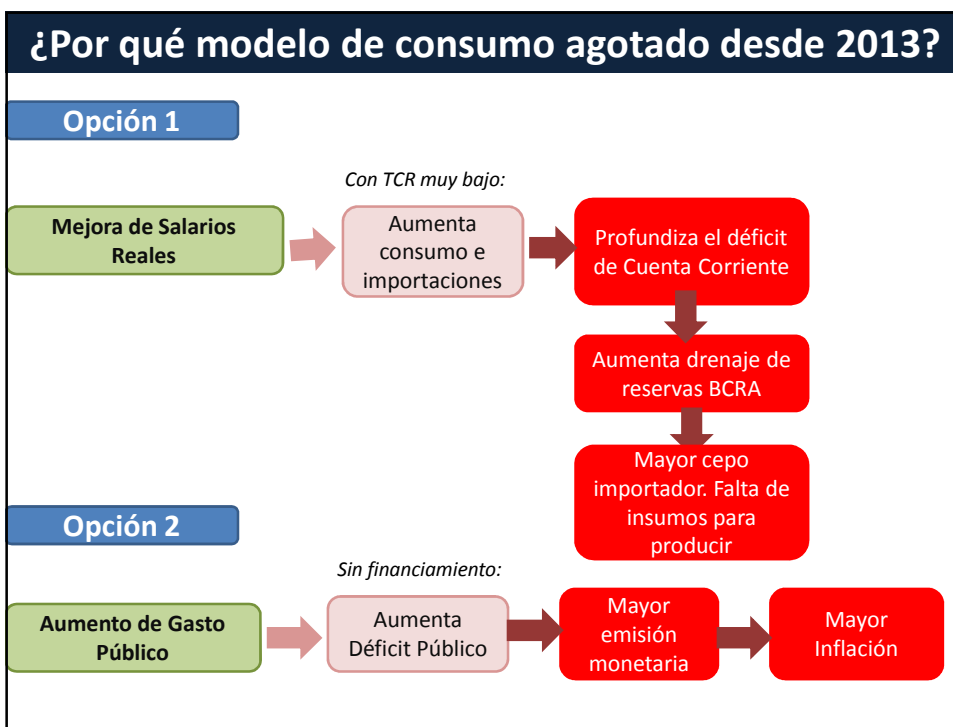 ¿Por qué modelo de consumo agotado desde 2013?
Opción 1
Con TCR muy bajo:
Mejora de Salarios
Reales
Aumenta
consumo e
importaciones
Profundiza el déficit
de Cuenta Corriente
Aumenta drenaje de
reservas BCRA
Mayor cepo
importador. Falta de
insumos para
producir
Opción 2
Sin financiamiento:
Aumento de Gasto
Público
Aumenta
Déficit Público
Mayor
emisión
monetaria
Mayor
Inflación